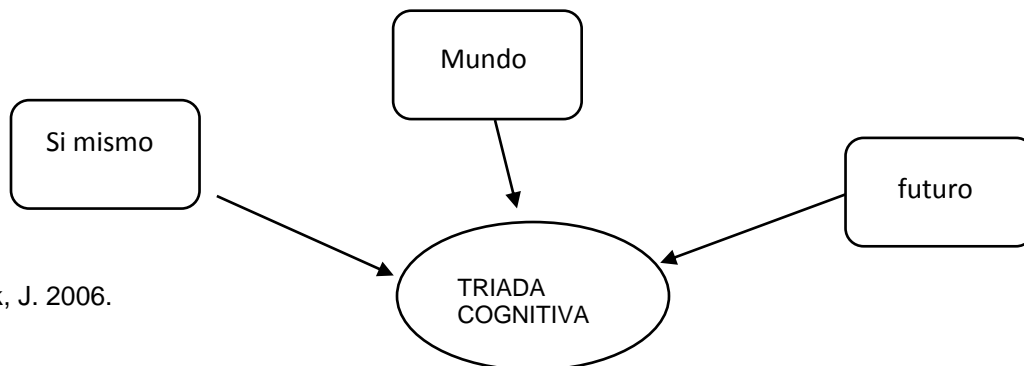 Mundo
Si mismo
futuro
TRIADA
COGNITIVA
, J. 2006.